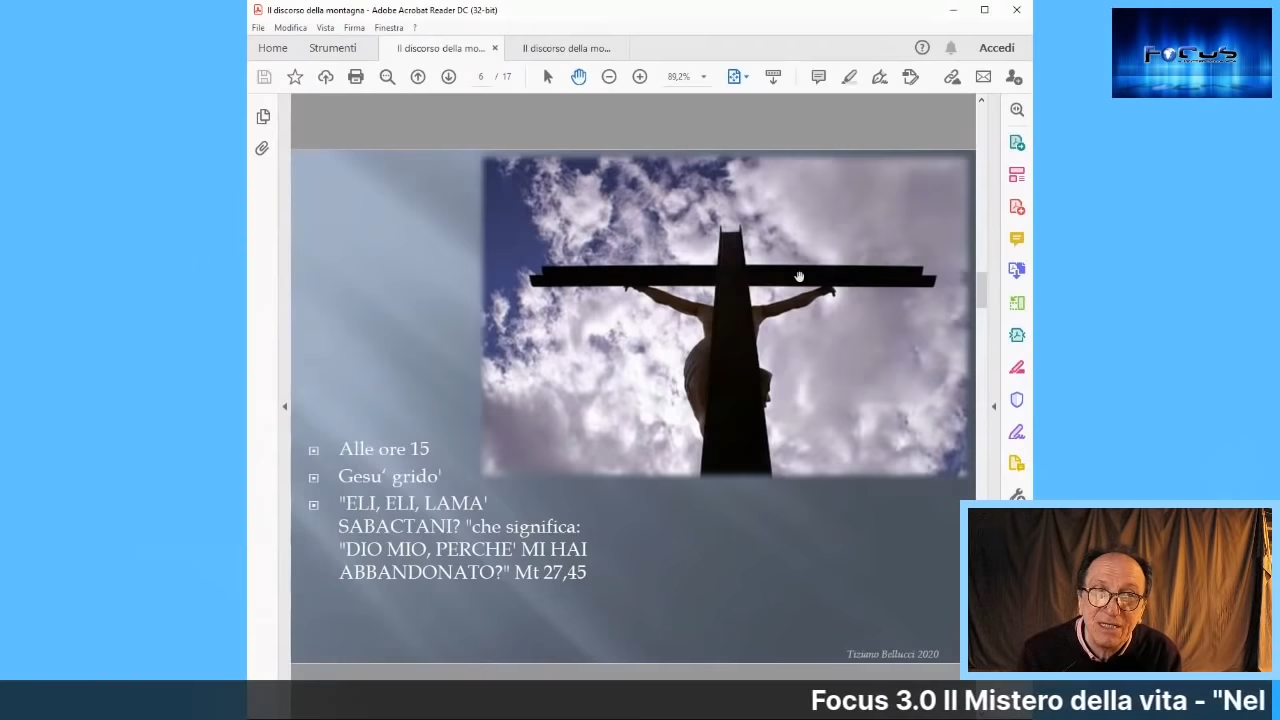 Il discorso della montagna - Adobe Acrobat Reader DC (32-bit)
File Modifica Vista Firma Finestra ?
Home Strumenti Il discorso della mo... × Il discorso della mo... Accedi
6 / 17 89,2%
FOCUS
Alle ore 15
Gesu‘ grido'
"ELI, ELI, LAMA'
SABACTANI? "che significa:
"DIO MIO, PERCHE' MI HAI
ABBANDONATO?" Mt 27,45
Tiziano Bellucci 2020
Focus 3.0 Il Mistero della vita - "Nel